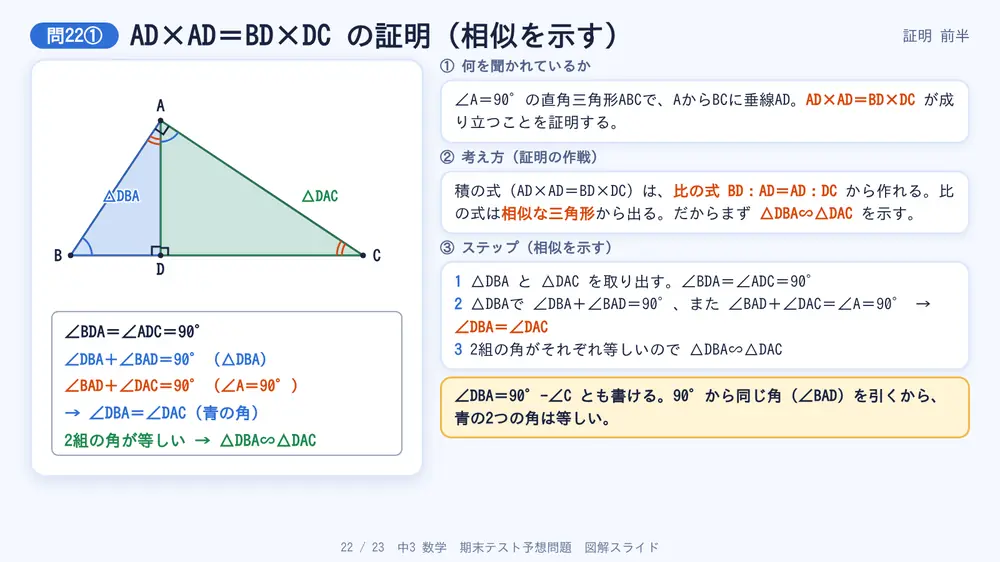 問22① AD×AD＝BD×DC の証明（相似を示す）
証明 前半
A
△DBA
△DAC
B
D
C
∠BDA＝∠ADC＝90°
∠DBA＋∠BAD＝90°（△DBA）
∠BAD＋∠DAC＝90°（∠A＝90°）
→ ∠DBA＝∠DAC（青の角）
2組の角が等しい → △DBA∽△DAC
① 何を聞かれているか
∠A＝90°の直角三角形ABCで、AからBCに垂線AD。AD×AD＝BD×DC が成
り立つことを証明する。
② 考え方（証明の作戦）
積の式（AD×AD＝BD×DC）は、比の式 BD：AD＝AD：DC から作れる。比
の式は相似な三角形から出る。だからまず △DBA∽△DAC を示す。
③ ステップ（相似を示す）
1 △DBA と △DAC を取り出す。∠BDA＝∠ADC＝90°
2 △DBAで ∠DBA＋∠BAD＝90°、また ∠BAD＋∠DAC＝∠A＝90° →
∠DBA＝∠DAC
3 2組の角がそれぞれ等しいので △DBA∽△DAC
∠DBA＝90°−∠C とも書ける。90°から同じ角（∠BAD）を引くから、
青の2つの角は等しい。
22 / 23 中3 数学 期末テスト予想問題 図解スライド